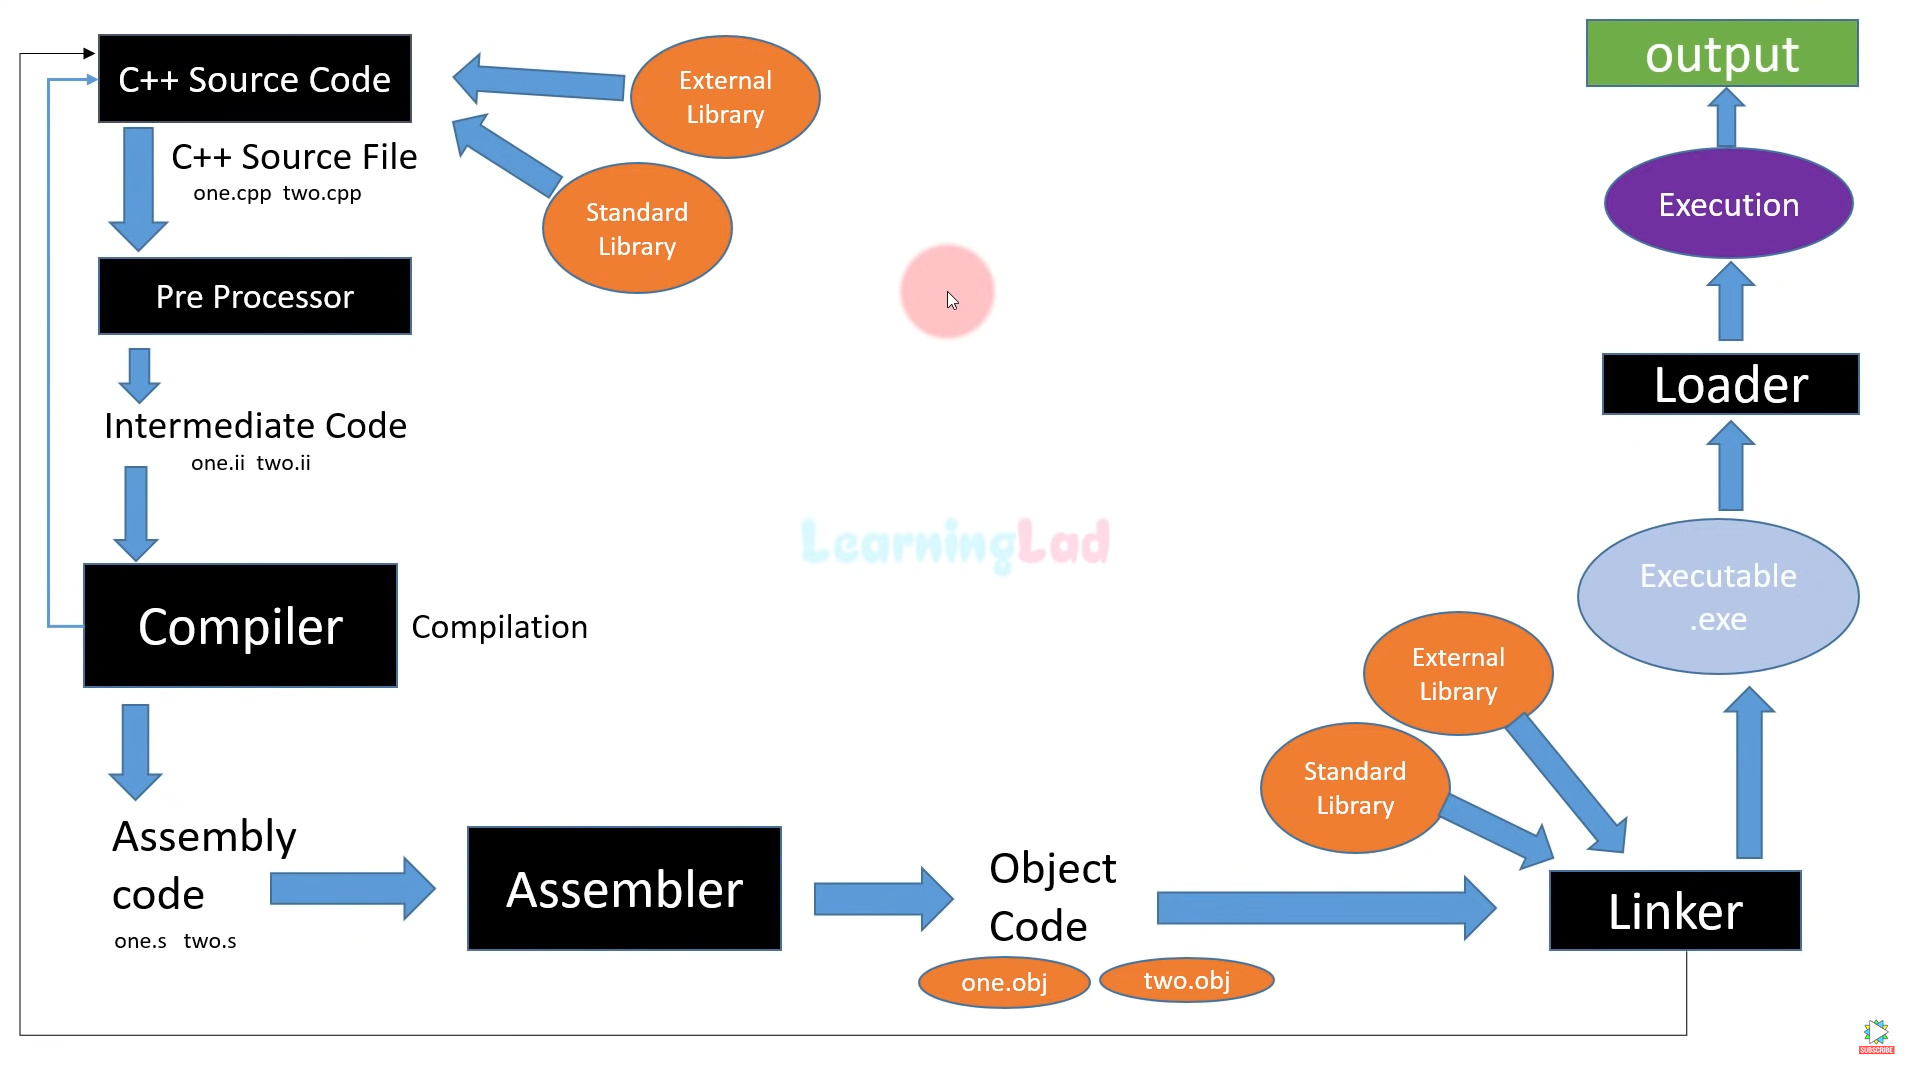 C++ Source Code
External
Library
output
C++ Source File
one.cpp two.cpp
Standard
Library
Execution
Pre Processor
Loader
Intermediate Code
one.ii two.ii
LearningLad
Executable
.exe
Compiler
Compilation
External
Library
Standard
Library
Assembly
code
one.s two.s
Assembler
Object
Code
one.obj
two.obj
Linker
SUBSCRIBE